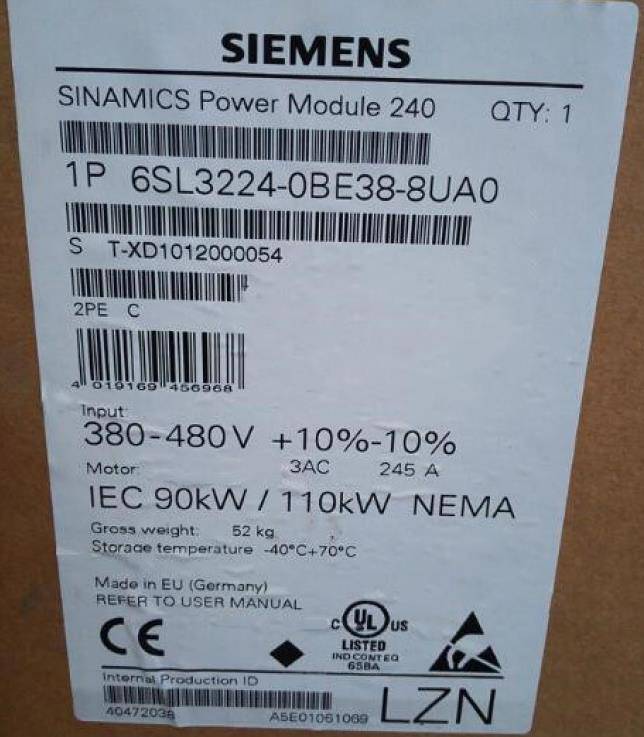 SIEMENS
SINAMICS Power Module 240 QTY: 1
1P 6SL3224-0BE38-8UA0
S T-XD1012000054
2PE C
4 019169 456968
Input:
380-480V +10%-10%
Motor: 3AC 245 A
IEC 90kW / 110kW NEMA
Gross weight: 52 kg
Storage temperature -40°C+70°C
Made in EU (Germany)
REFER TO USER MANUAL
CE
C UL US
LISTED
IND CONT EQ
65BA
Internal Production ID
A5E01061069 LZN